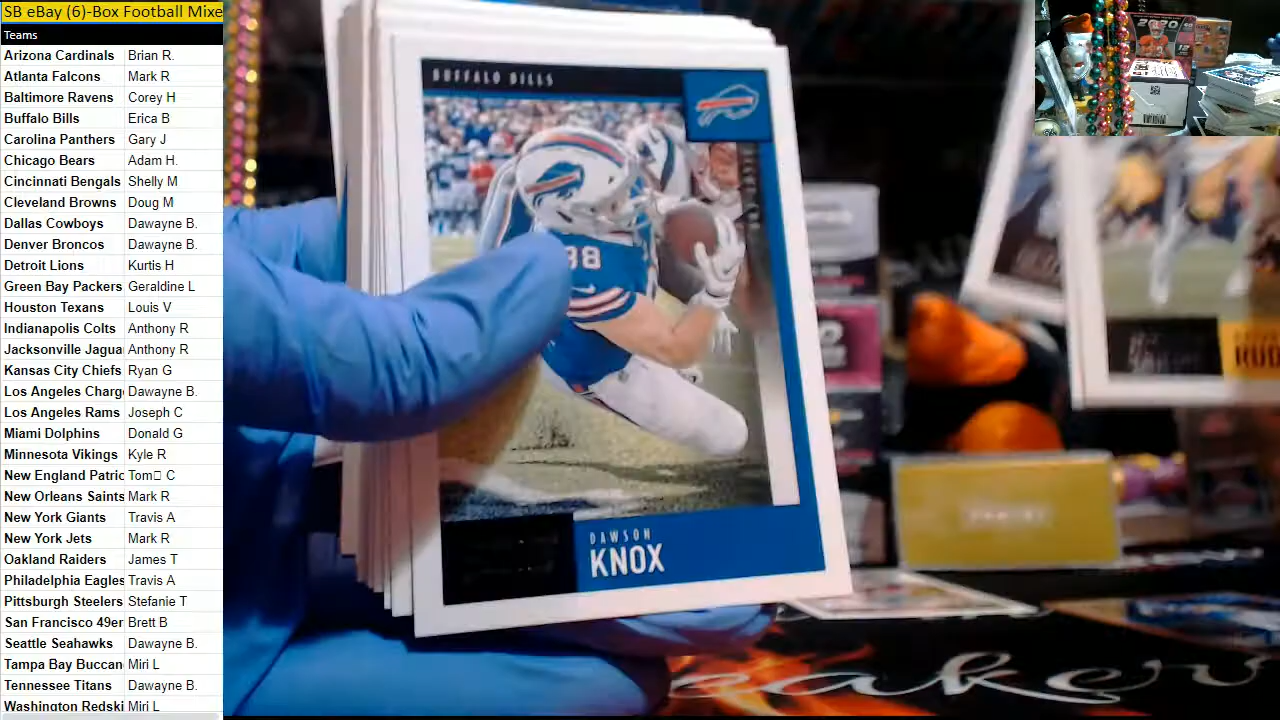 SB eBay (6)-Box Football Mixe
Teams
Arizona Cardinals Brian R.
Atlanta Falcons Mark R
Baltimore Ravens Corey H
Buffalo Bills Erica B
Carolina Panthers Gary J
Chicago Bears Adam H.
Cincinnati Bengals Shelly M
Cleveland Browns Doug M
Dallas Cowboys Dawayne B.
Denver Broncos Dawayne B.
Detroit Lions Kurtis H
Green Bay Packers Geraldine L
Houston Texans Louis V
Indianapolis Colts Anthony R
Jacksonville Jagua Anthony R
Kansas City Chiefs Ryan G
Los Angeles Charg Dawayne B.
Los Angeles Rams Joseph C
Miami Dolphins Donald G
Minnesota Vikings Kyle R
New England Patric Tom□ C
New Orleans Saints Mark R
New York Giants Travis A
New York Jets Mark R
Oakland Raiders James T
Philadelphia Eagles Travis A
Pittsburgh Steelers Stefanie T
San Francisco 49er Brett B
Seattle Seahawks Dawayne B.
Tampa Bay Buccan Miri L
Tennessee Titans Dawayne B.
Washington Redski Miri L
BUFFALO BILLS
88
DAWSON
KNOX
2020